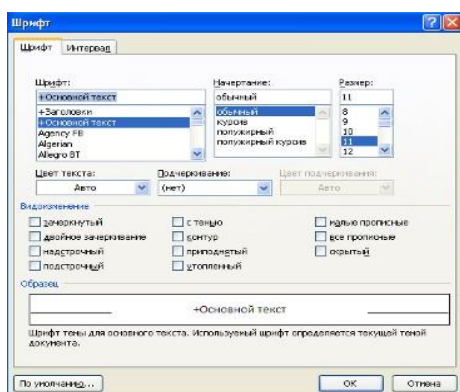 Шрифт
Шрифт Интервал
Шрифт: Начертание: Размер:
+Основной текст обычный 11
+Заголовки обычный 8
+Основной текст курсив 9
Agency FB полужирный 10
Algerian полужирный курсив 11
Allegro BT 12
Цвет текста: Подчеркивание: Цвет подчеркивания:
Авто (нет) Авто
Видоизменение
зачеркнутый с тенью малые прописные
двойное зачеркивание контур все прописные
надстрочный приподнятый скрытый
подстрочный утопленный
Образец
+Основной текст
Шрифт темы для основного текста. Используемый шрифт определяется текущей темой
документа.
По умолчанию... ОК Отмена